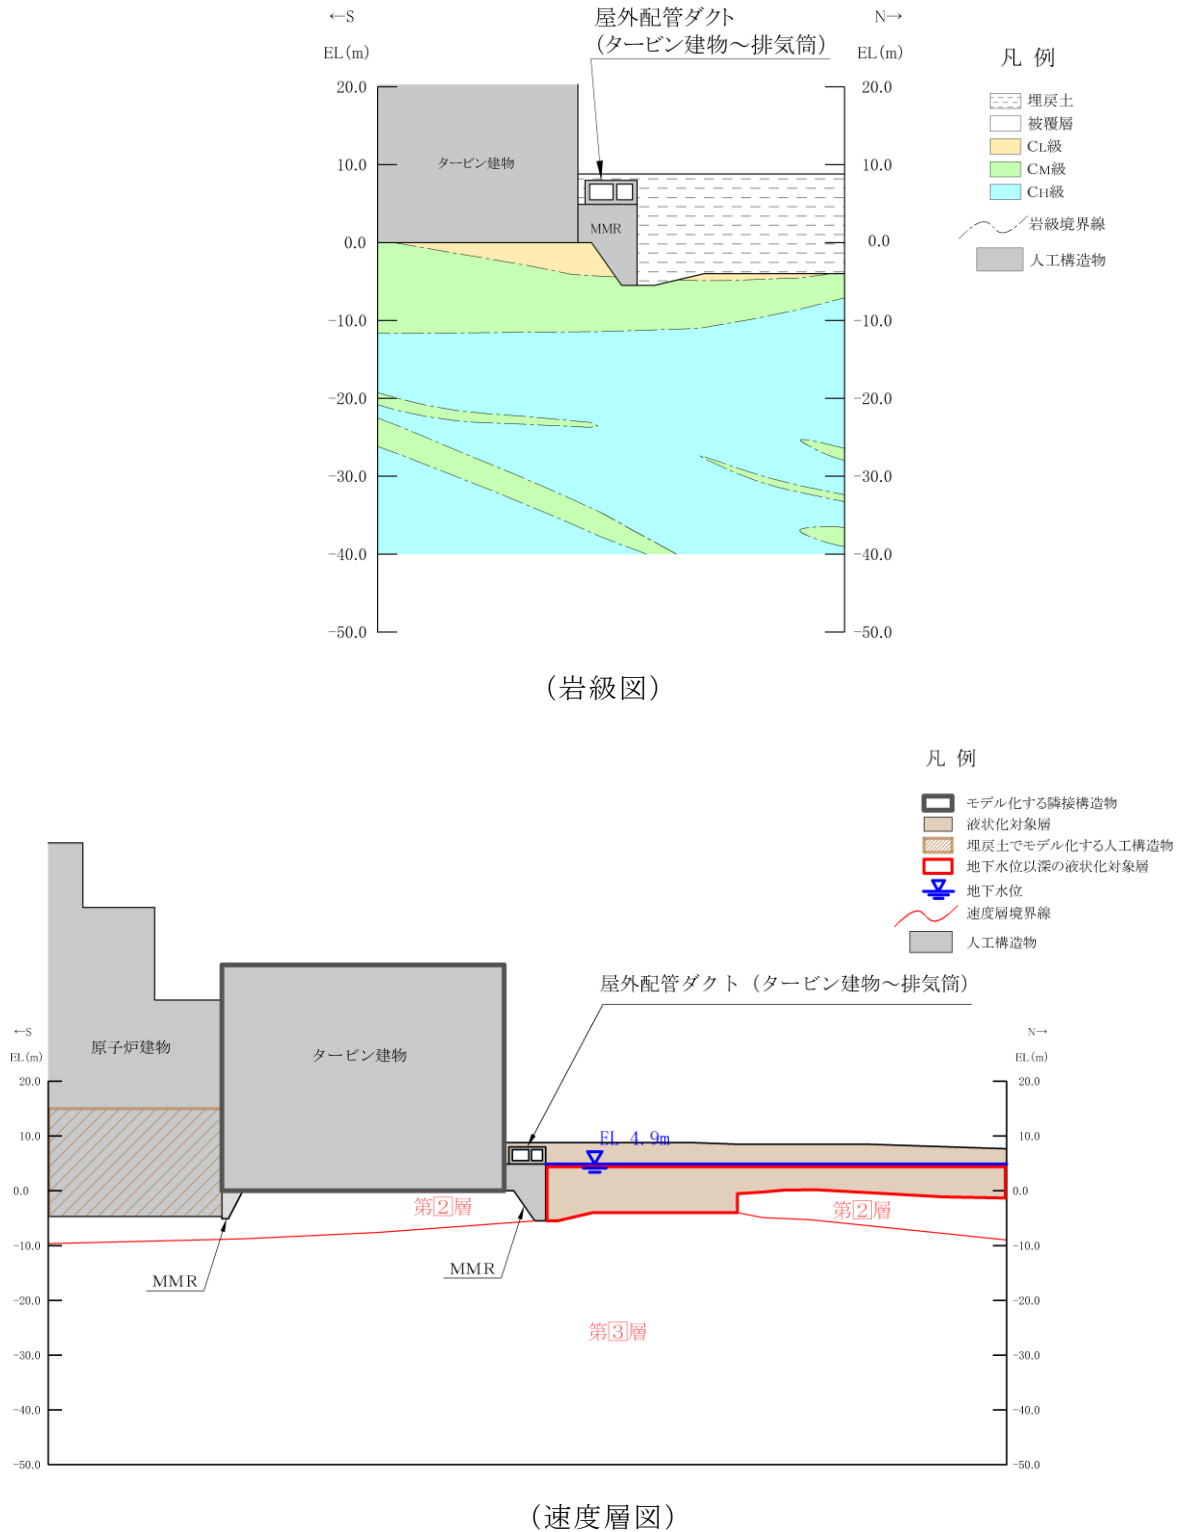 ←S
屋外配管ダクト
N→
EL(m)
(タービン建物～排気筒)
EL(m)
凡 例
20.0
20.0
埋戻土
被覆層
タービン建物
10.0
10.0
CL級
CM級
CH級
MMR
岩級境界線
0.0
0.0
人工構造物
-10.0
-10.0
-20.0
-20.0
-30.0
-30.0
-40.0
-40.0
-50.0
-50.0
(岩級図)
凡 例
モデル化する隣接構造物
液状化対象層
埋戻土でモデル化する人工構造物
地下水位以深の液状化対象層
地下水位
速度層境界線
人工構造物
屋外配管ダクト (タービン建物～排気筒)
←S
N→
原子炉建物
タービン建物
EL(m)
EL(m)
20.0
20.0
10.0
EL 4.9m
10.0
0.0
0.0
第②層
第②層
-10.0
-10.0
MMR
MMR
-20.0
-20.0
第③層
-30.0
-30.0
-40.0
-40.0
-50.0
-50.0
(速度層図)